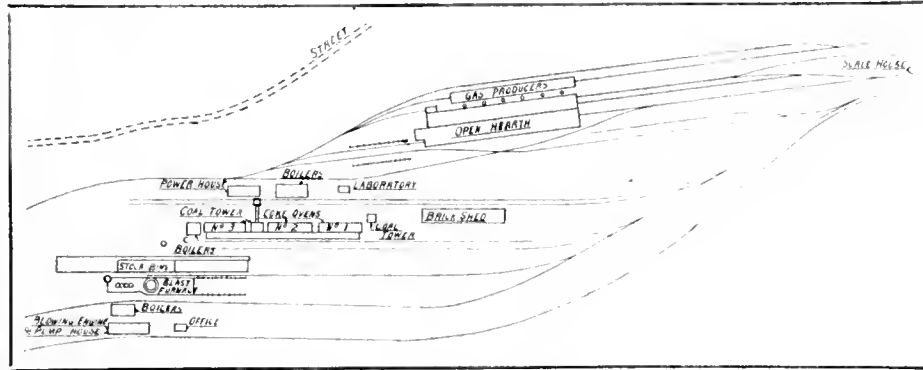 STREET
SCALE HOUSE
GAS PRODUCERS
OPEN HEARTH
BOILERS
POWER HOUSE
LABORATORY
COAL TOWER
COKE OVENS
Nº 3
Nº 2
Nº 1
COAL
TOWER
BRICK SHED
BOILERS
STOCK BINS
BLAST
FURNACE
BOILERS
BLOWING ENGINE
& PUMP HOUSE
OFFICE